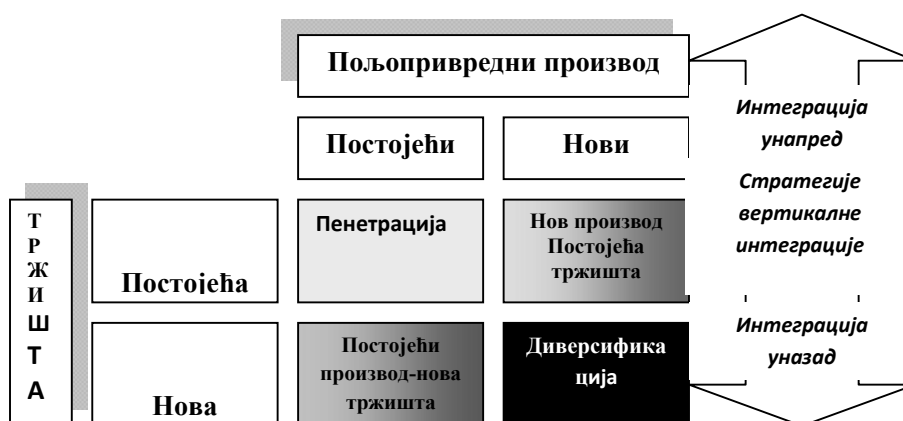 Пољопривредни производ
Постојећи
Нови
Интеграција
унапред
Стратегије
вертикалне
интеграције
Интеграција
уназад
Т
Р
Ж
И
Ш
Т
А
Постојећа
Пенетрација
Нов производ
Постојећа
тржишта
Нова
Постојећи
производ-нова
тржишта
Диверсифика
ција